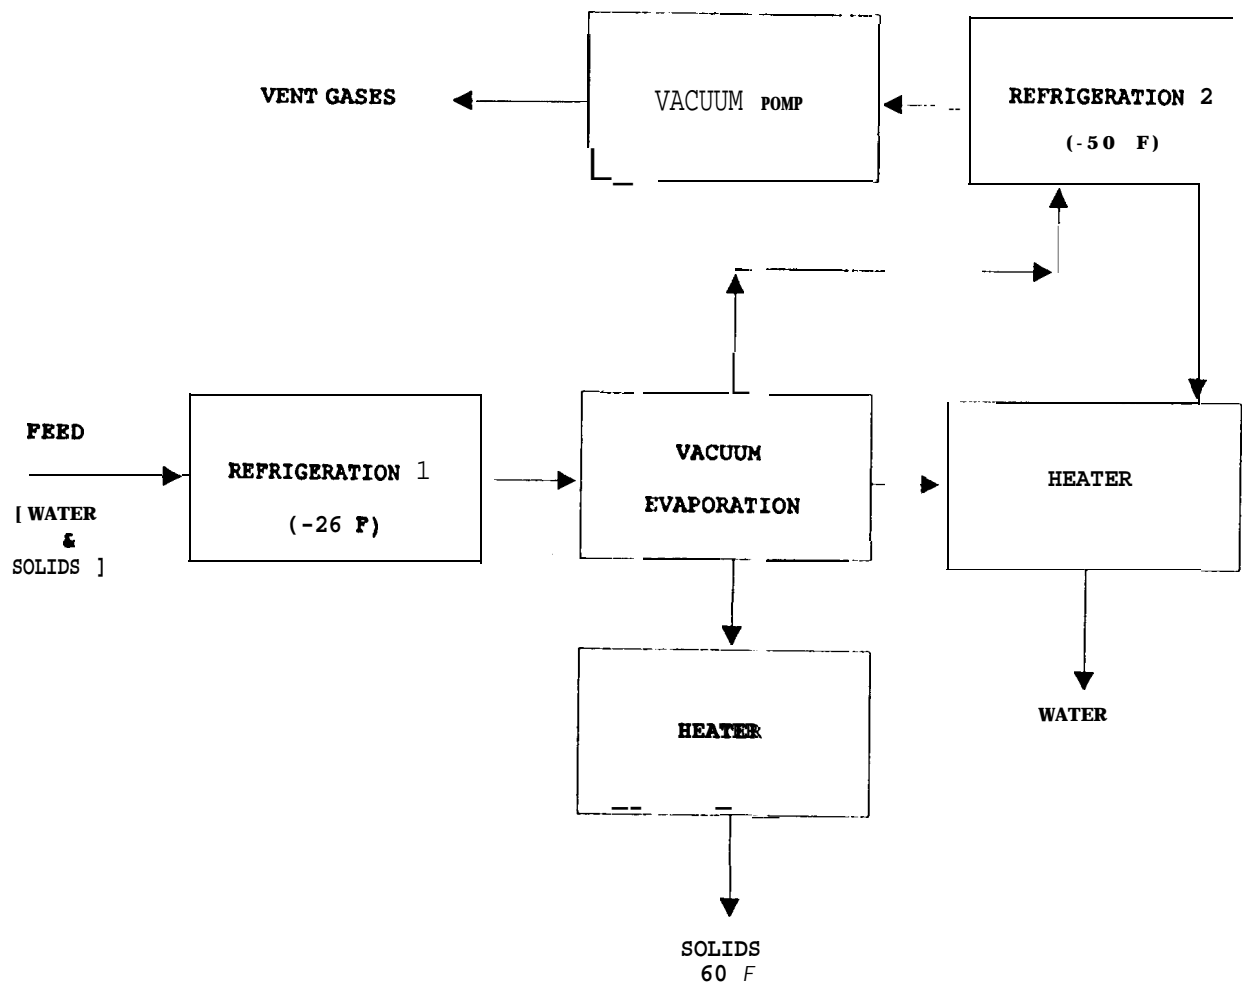 VENT GASES
VACUUM POMP
REFRIGERATION 2
(-50 F)
FEED
[ WATER
&
SOLIDS ]
REFRIGERATION 1
(-26 F)
VACUUM
EVAPORATION
HEATER
HEATER
WATER
SOLIDS
60 F